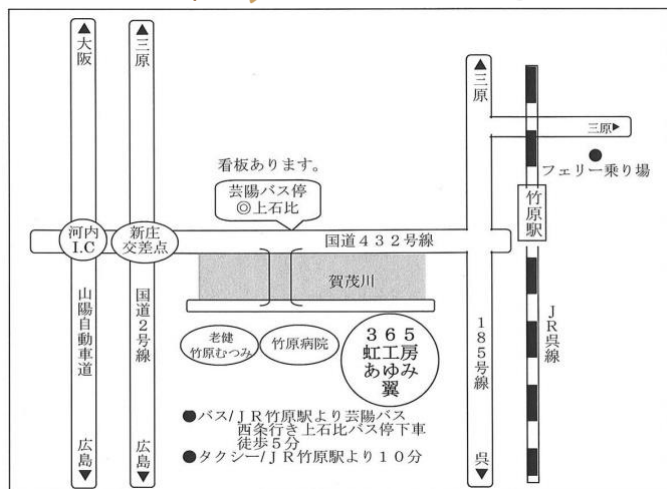 ▲大阪
▲三原
▲三原
三原▶
フェリー乗り場
看板あります。
芸陽バス停
◎上石比
河内
I.C
新庄
交差点
国道432号線
竹原駅
賀茂川
山陽自動車道
国道2号線
185号線
JR呉線
老健
竹原むつみ
竹原病院
365
虹工房
あゆみ
翼
広島▼
広島▼
呉▼
●バス/JR竹原駅より芸陽バス
西条行き上石比バス停下車
徒歩5分
●タクシー/JR竹原駅より10分